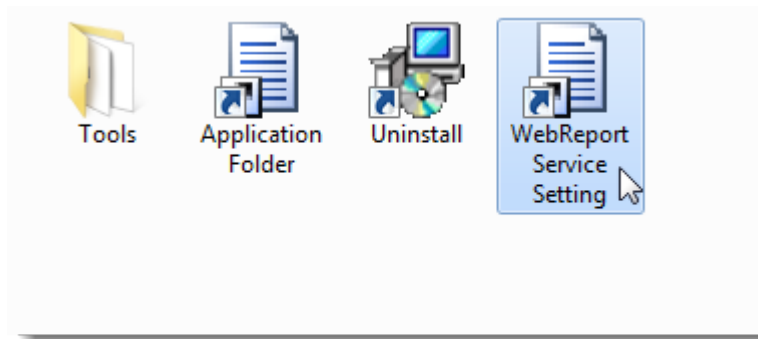 Tools
Application
Folder
Uninstall
WebReport
Service
Setting